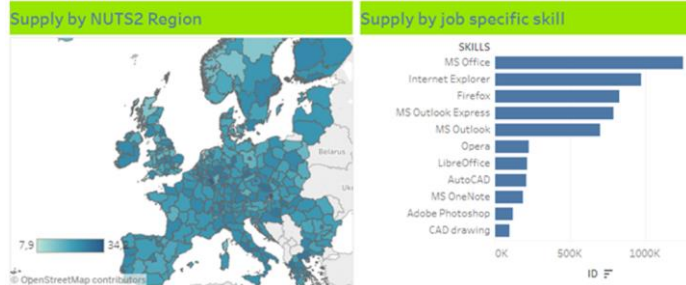 Supply by NUTS2 Region
Supply by job specific skill
Belarus
7,9
© OpenStreetMap contributors
SKILLS
MS Office
Internet Explorer
Firefox
MS Outlook Express
MS Outlook
Opera
LibreOffice
AutoCAD
MS OneNote
Adobe Photoshop
CAD drawing
0K 500K 1000K
ID